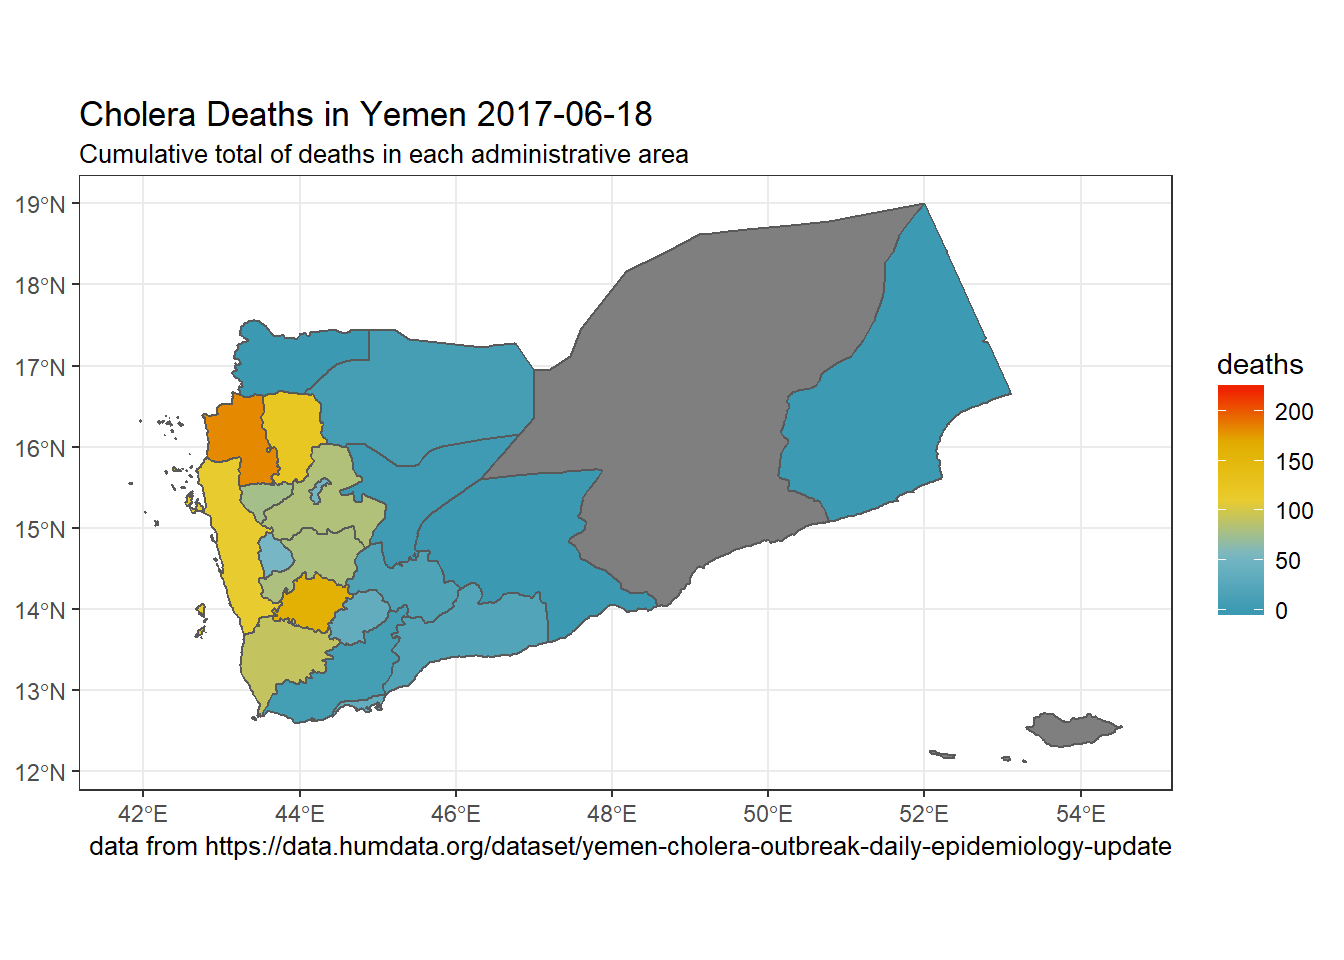 Cholera Deaths in Yemen 2017-06-18
Cumulative total of deaths in each administrative area
19°N
18°N
17°N
16°N
15°N
14°N
13°N
12°N
42°E 44°E 46°E 48°E 50°E 52°E 54°E
data from https://data.humdata.org/dataset/yemen-cholera-outbreak-daily-epidemiology-update
deaths
200
150
100
50
0